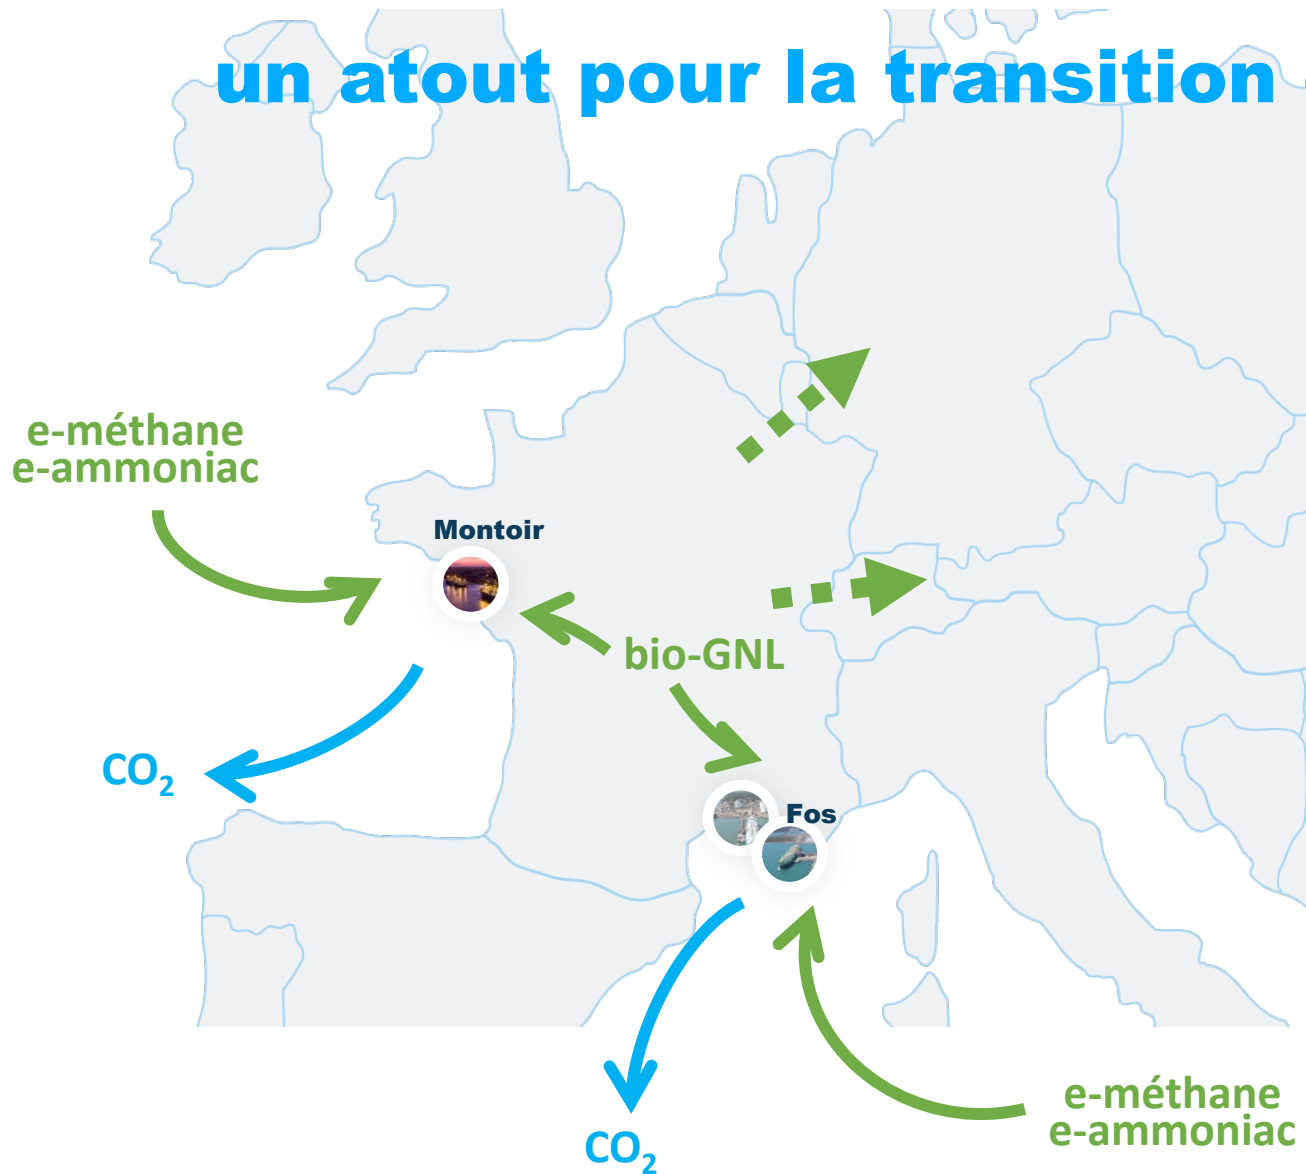 un atout pour la transition
e-méthane
e-ammoniac
Montoir
bio-GNL
CO₂
Fos
e-méthane
e-ammoniac
CO₂